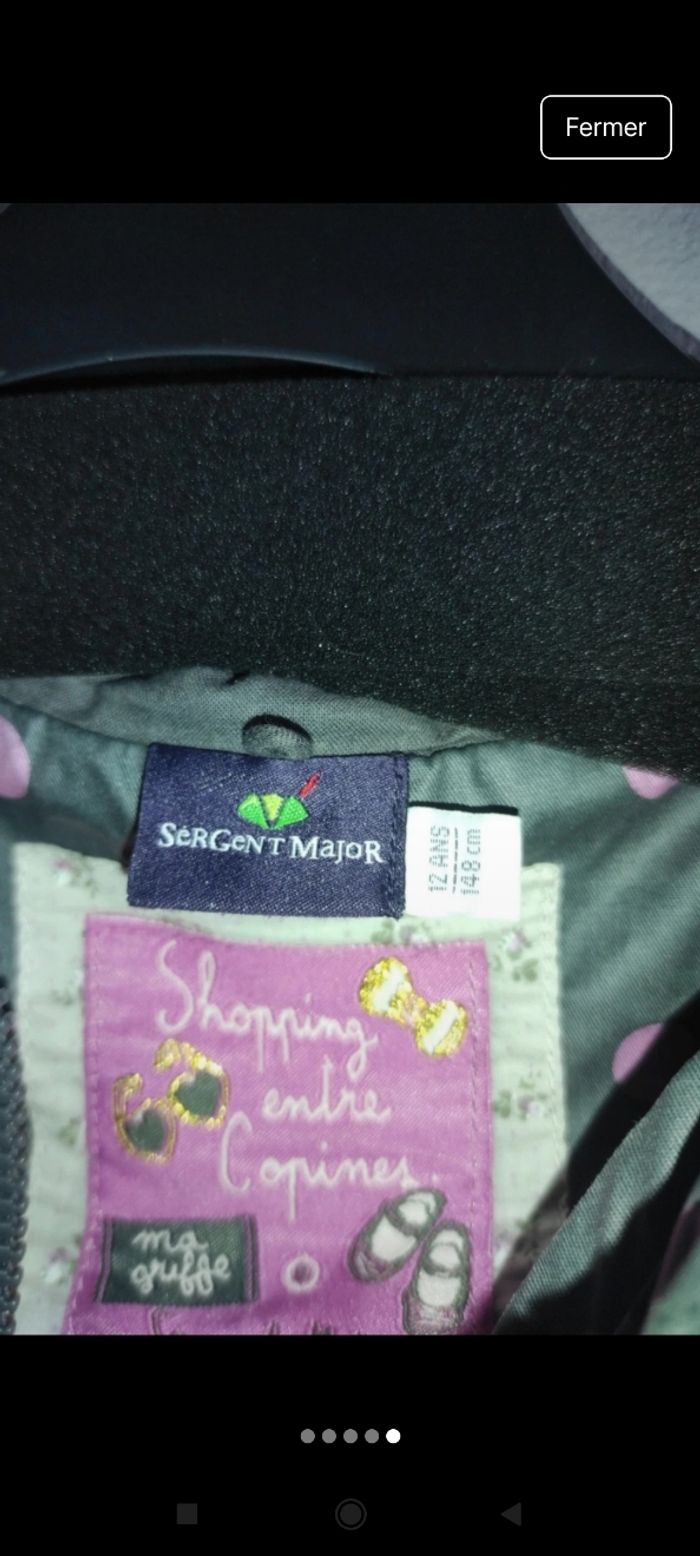 Fermer
SéRGeNT MajoR
12 ANS
148 cm
Shopping
entre
Copines
ma
griffe